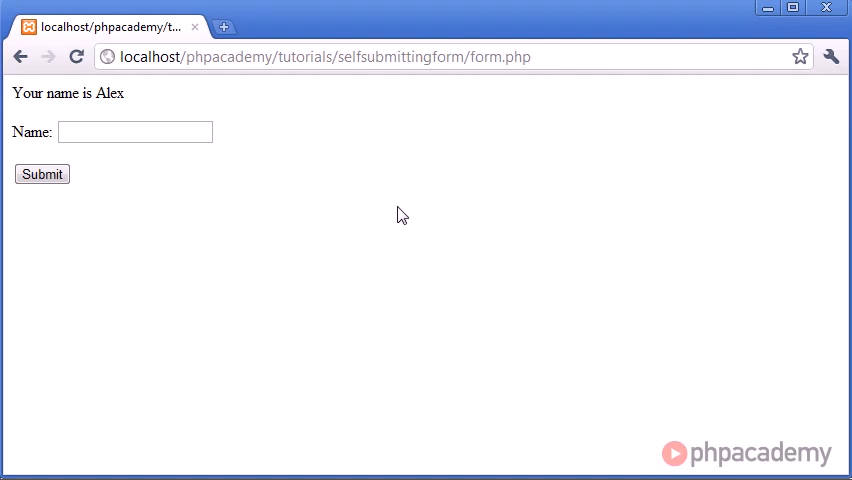 localhost/phpacademy/t...
localhost/phpacademy/tutorials/selfsubmittingform/form.php
Your name is Alex
Name:
Submit
phpacademy